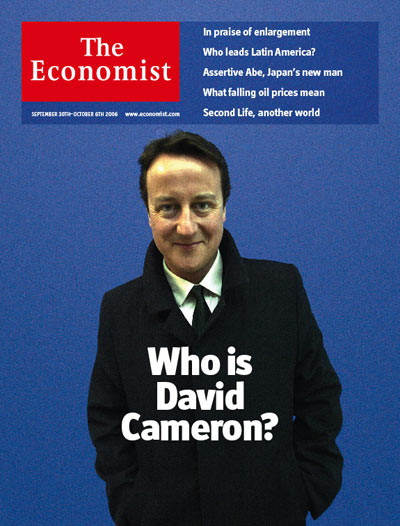 The
Economist
SEPTEMBER 30TH-OCTOBER 6TH 2006 www.economist.com
In praise of enlargement
Who leads Latin America?
Assertive Abe, Japan's new man
What falling oil prices mean
Second Life, another world
Who is
David
Cameron?